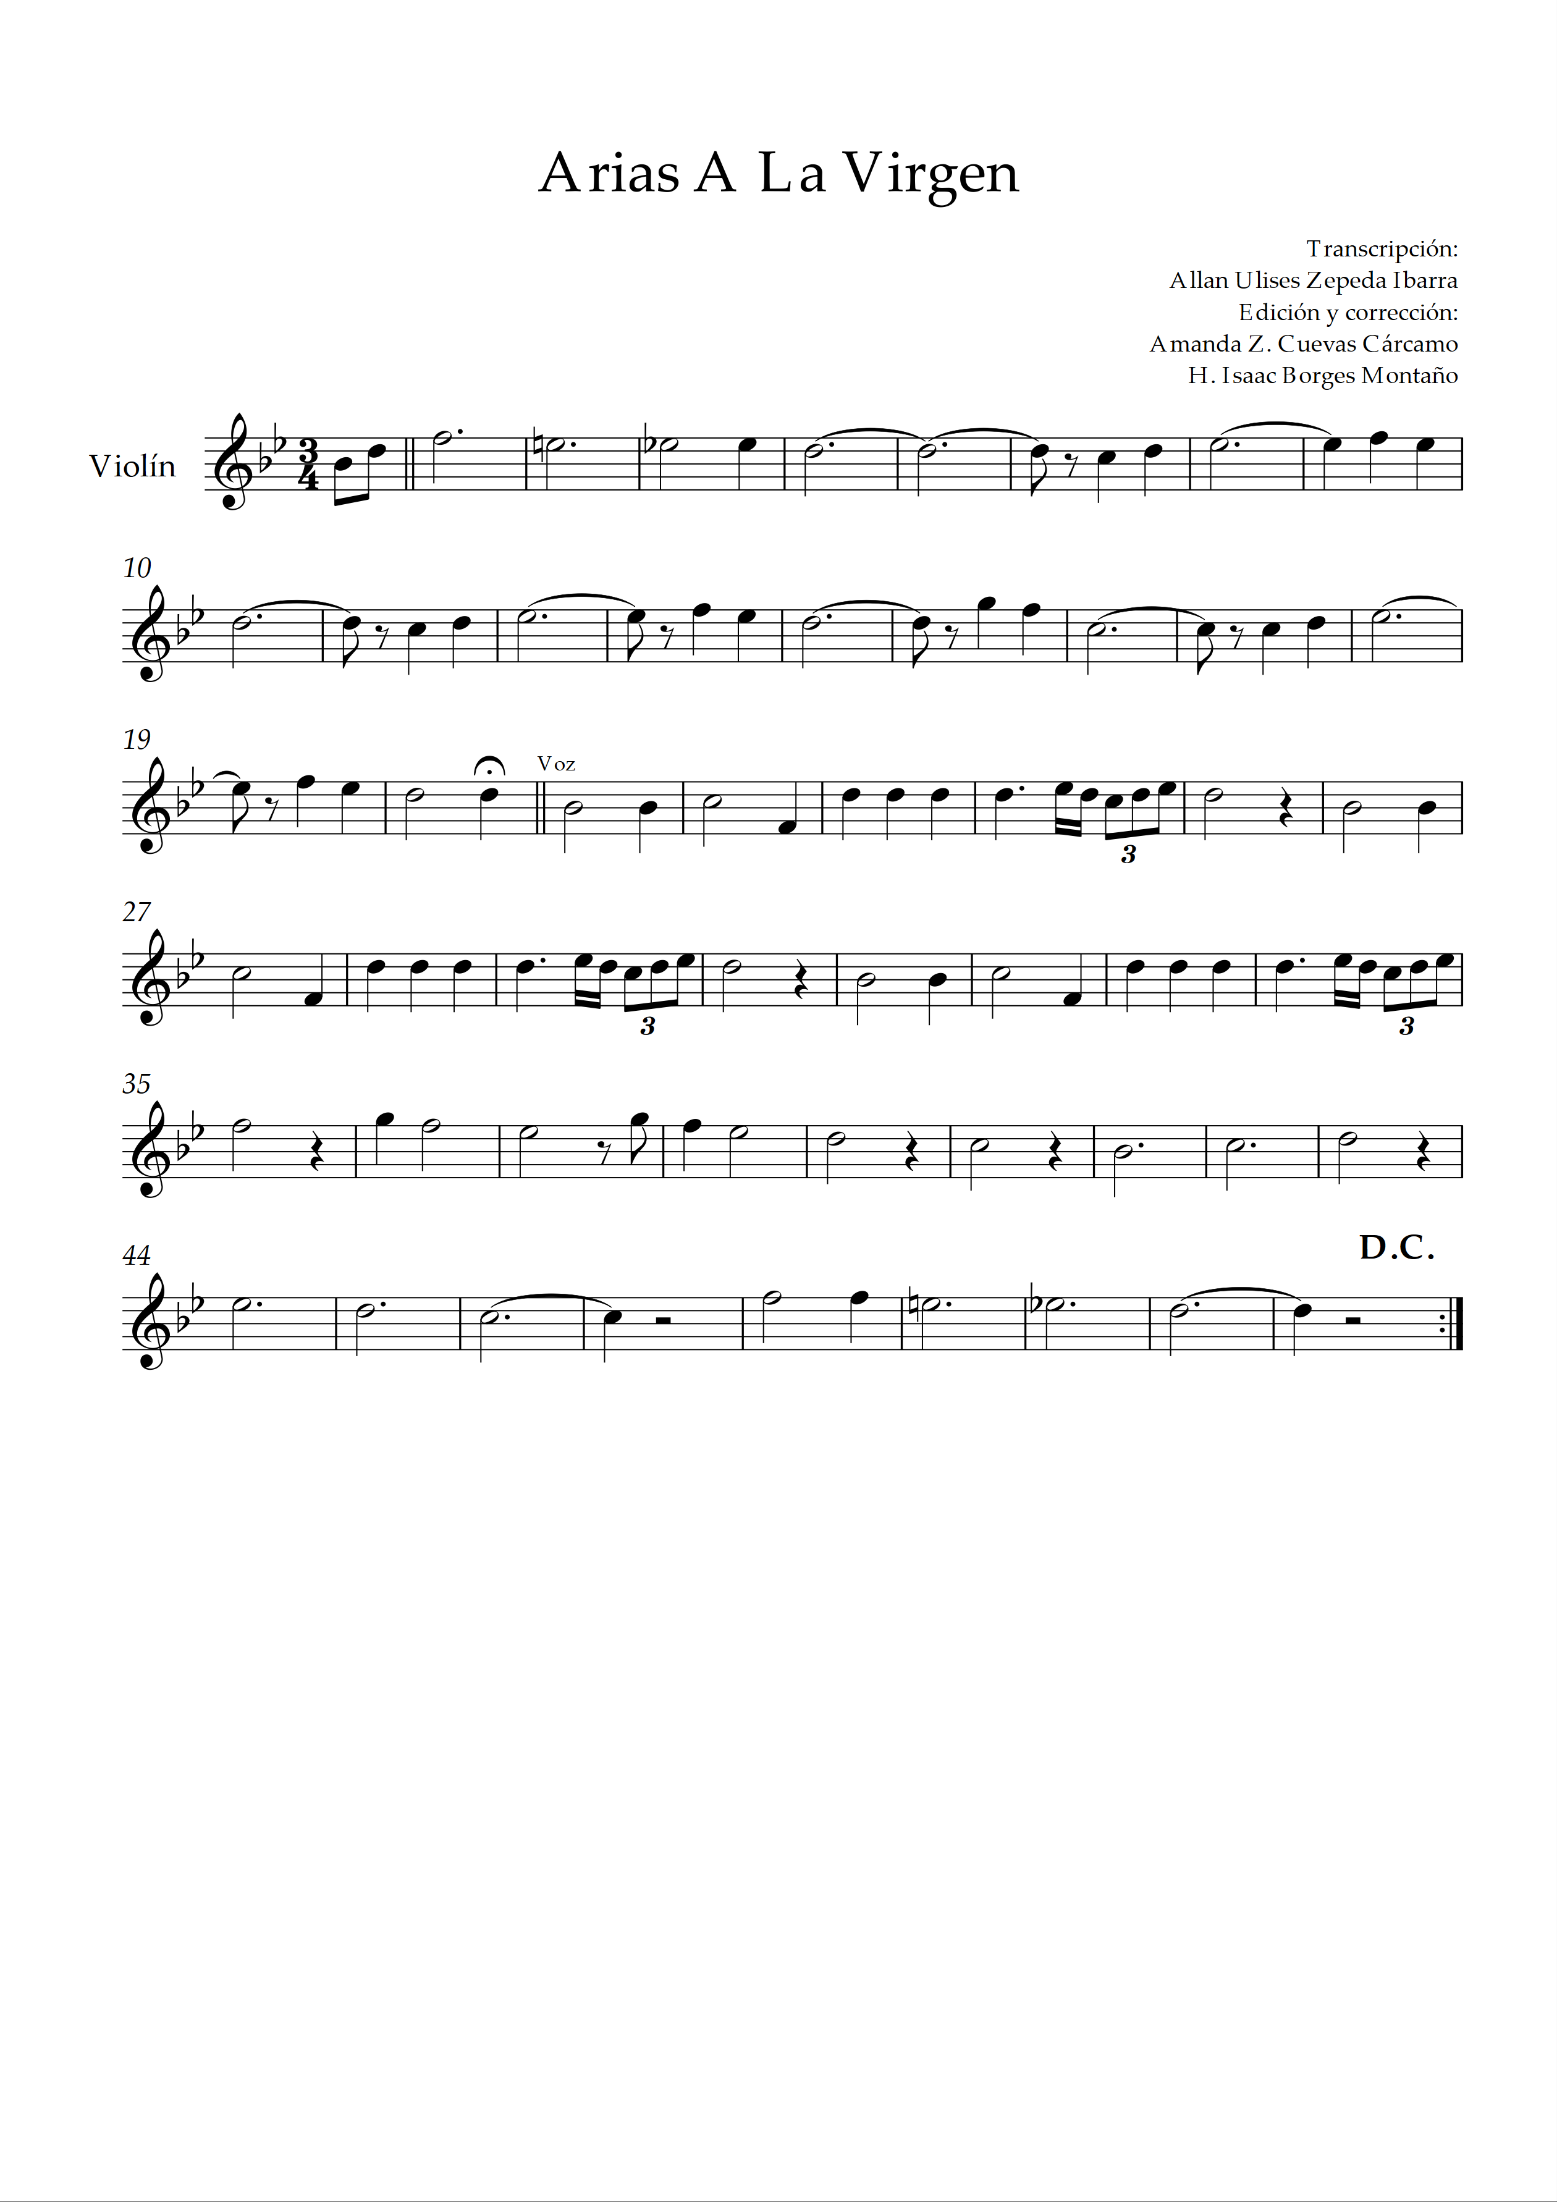 Arias A La Virgen
Transcripción:
Allan Ulises Zepeda Ibarra
Edición y corrección:
Amanda Z. Cuevas Cárcamo
H. Isaac Borges Montaño
Violín
3
4
10
19
Voz
3
27
3
3
35
44
D.C.